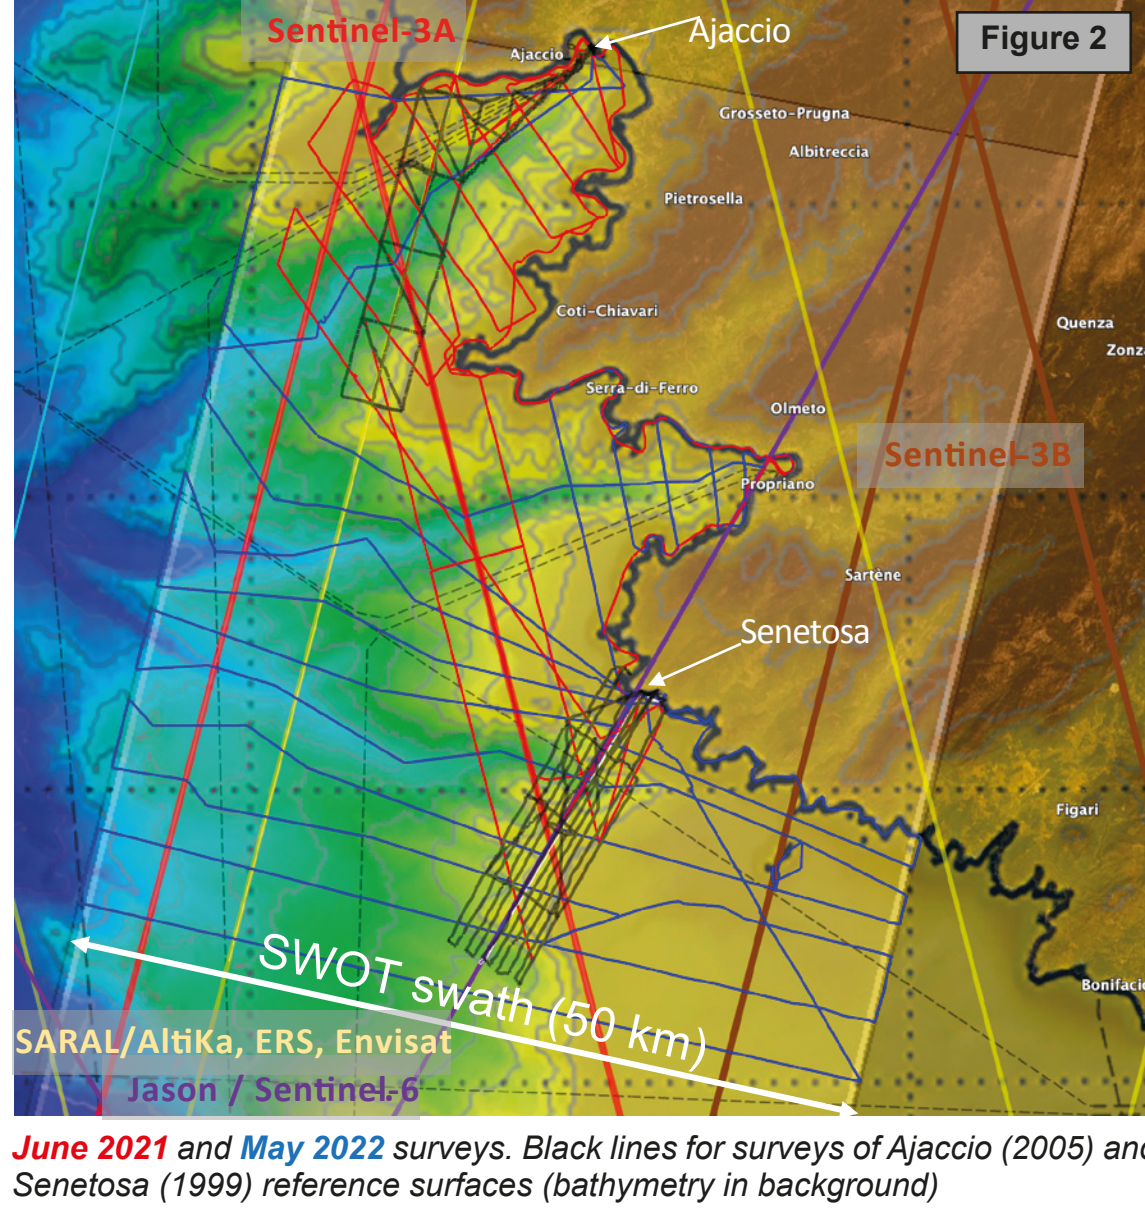 Sentinel-3A
Ajaccio
Figure 2
Ajaccio
Grosseto-Prugna
Albitreccia
Pietrosella
Coti-Chiavari
Quenza
Zonz
Serra-di-Ferro
Olmeto
Sentinel-3B
Propriano
Sartène
Senetosa
Figari
SWOT swath (50 km)
Bonifacio
SARAL/AltiKa, ERS, Envisat
Jason / Sentinel-6
June 2021 and May 2022 surveys. Black lines for surveys of Ajaccio (2005) and
Senetosa (1999) reference surfaces (bathymetry in background)